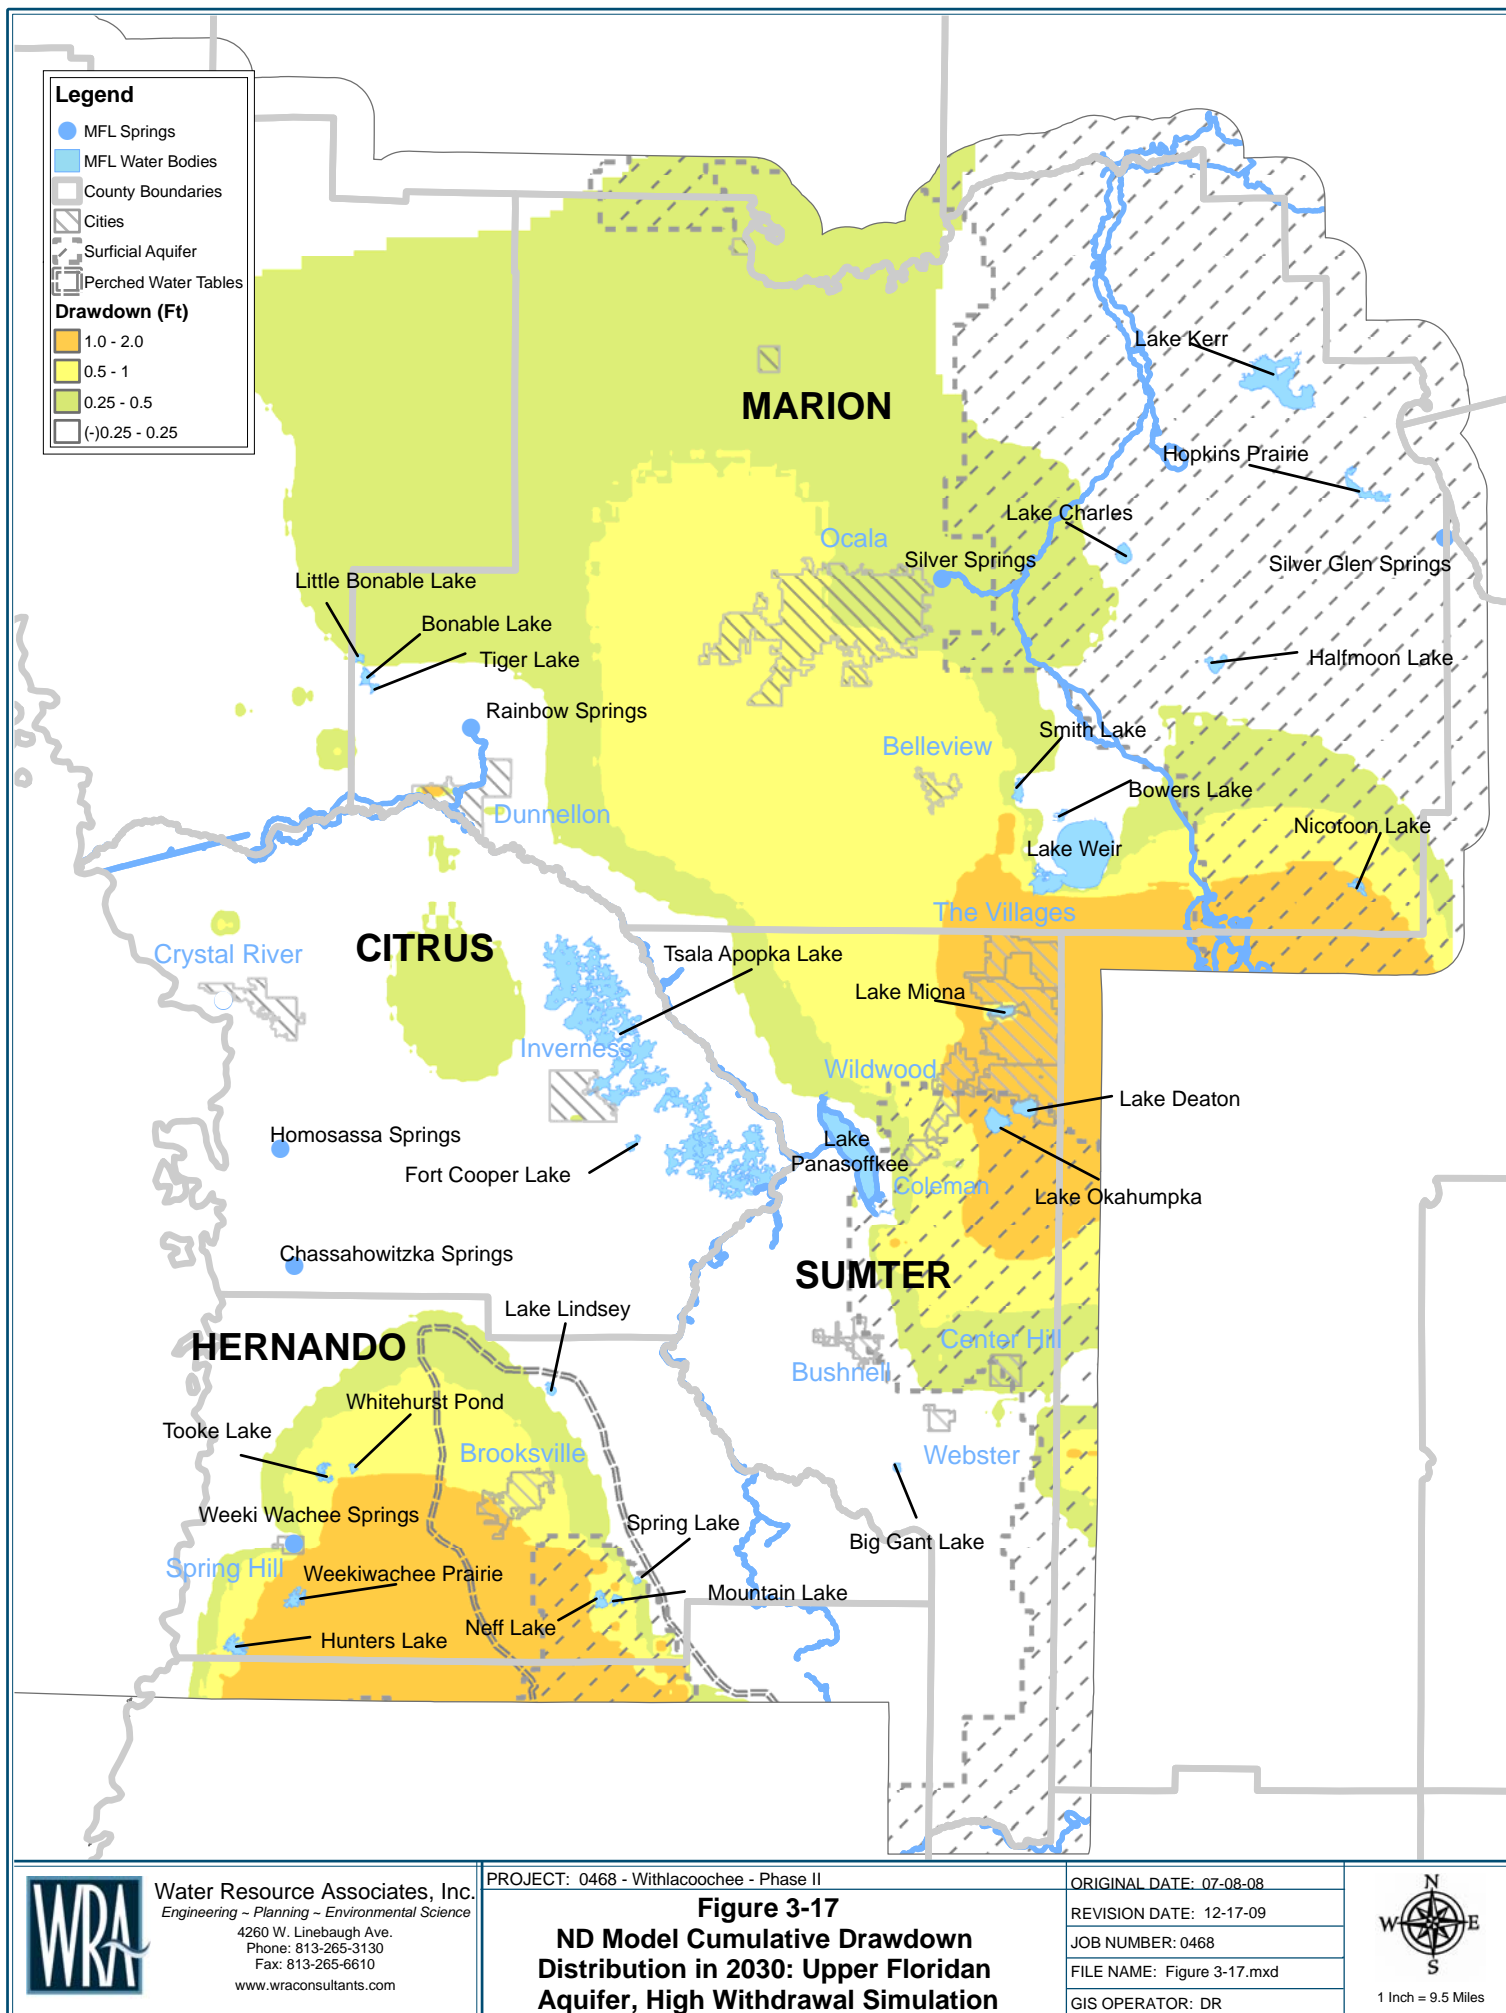 Legend
MFL Springs
MFL Water Bodies
County Boundaries
Cities
Surficial Aquifer
Perched Water Tables
Drawdown (Ft)
1.0 - 2.0
0.5 - 1
0.25 - 0.5
(-)0.25 - 0.25
Lake Kerr
MARION
Hopkins Prairie
Lake Charles
Ocala
Silver Springs
Silver Glen Springs
Little Bonable Lake
Bonable Lake
Tiger Lake
Halfmoon Lake
Rainbow Springs
Smith Lake
Belleview
Bowers Lake
Dunnellon
Nicotoon Lake
Lake Weir
The Villages
CITRUS
Crystal River
Tsala Apopka Lake
Lake Miona
Inverness
Wildwood
Lake Deaton
Homosassa Springs
Lake
Panasoffkee
Fort Cooper Lake
Coleman
Lake Okahumpka
Chassahowitzka Springs
SUMTER
Lake Lindsey
HERNANDO
Center Hill
Bushnell
Whitehurst Pond
Tooke Lake
Brooksville
Webster
Weeki Wachee Springs
Spring Lake
Big Gant Lake
Spring Hill
Weekiwachee Prairie
Mountain Lake
Neff Lake
Hunters Lake
WRA
Water Resource Associates, Inc.
Engineering ~ Planning ~ Environmental Science
4260 W. Linebaugh Ave.
Phone: 813-265-3130
Fax: 813-265-6610
www.wraconsultants.com
PROJECT: 0468 - Withlacoochee - Phase II
Figure 3-17
ND Model Cumulative Drawdown
Distribution in 2030: Upper Floridan
Aquifer, High Withdrawal Simulation
ORIGINAL DATE: 07-08-08
REVISION DATE: 12-17-09
JOB NUMBER: 0468
FILE NAME: Figure 3-17.mxd
GIS OPERATOR: DR
N
W E
S
1 Inch = 9.5 Miles